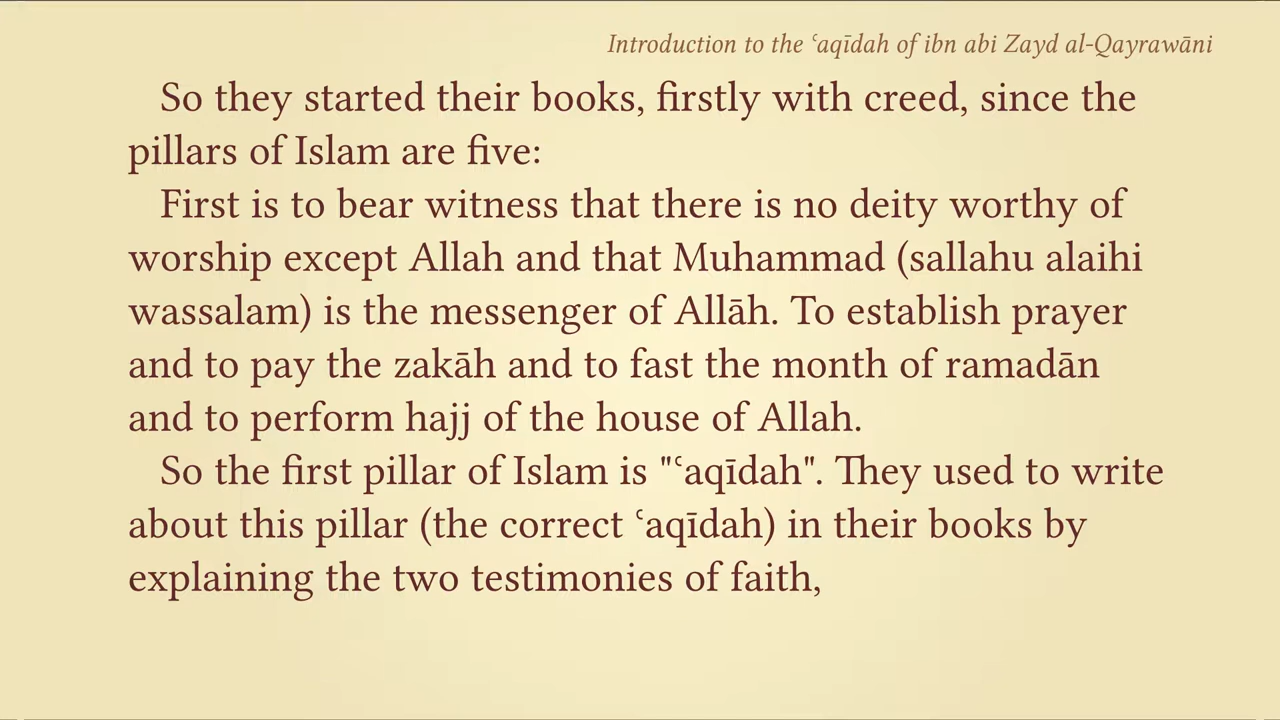 Introduction to the ʿaqīdah of ibn abi Zayd al-Qayrawāni
So they started their books, firstly with creed, since the
pillars of Islam are five:
First is to bear witness that there is no deity worthy of
worship except Allah and that Muhammad (sallahu alaihi
wassalam) is the messenger of Allāh. To establish prayer
and to pay the zakāh and to fast the month of ramadān
and to perform hajj of the house of Allah.
So the first pillar of Islam is "ʿaqīdah". They used to write
about this pillar (the correct ʿaqīdah) in their books by
explaining the two testimonies of faith,